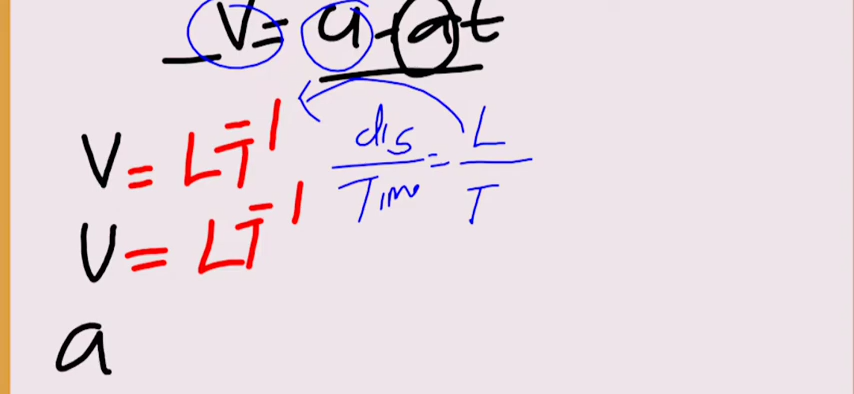 V = u + at
V = LT⁻¹
dis/Time = L/T
U = LT⁻¹
a